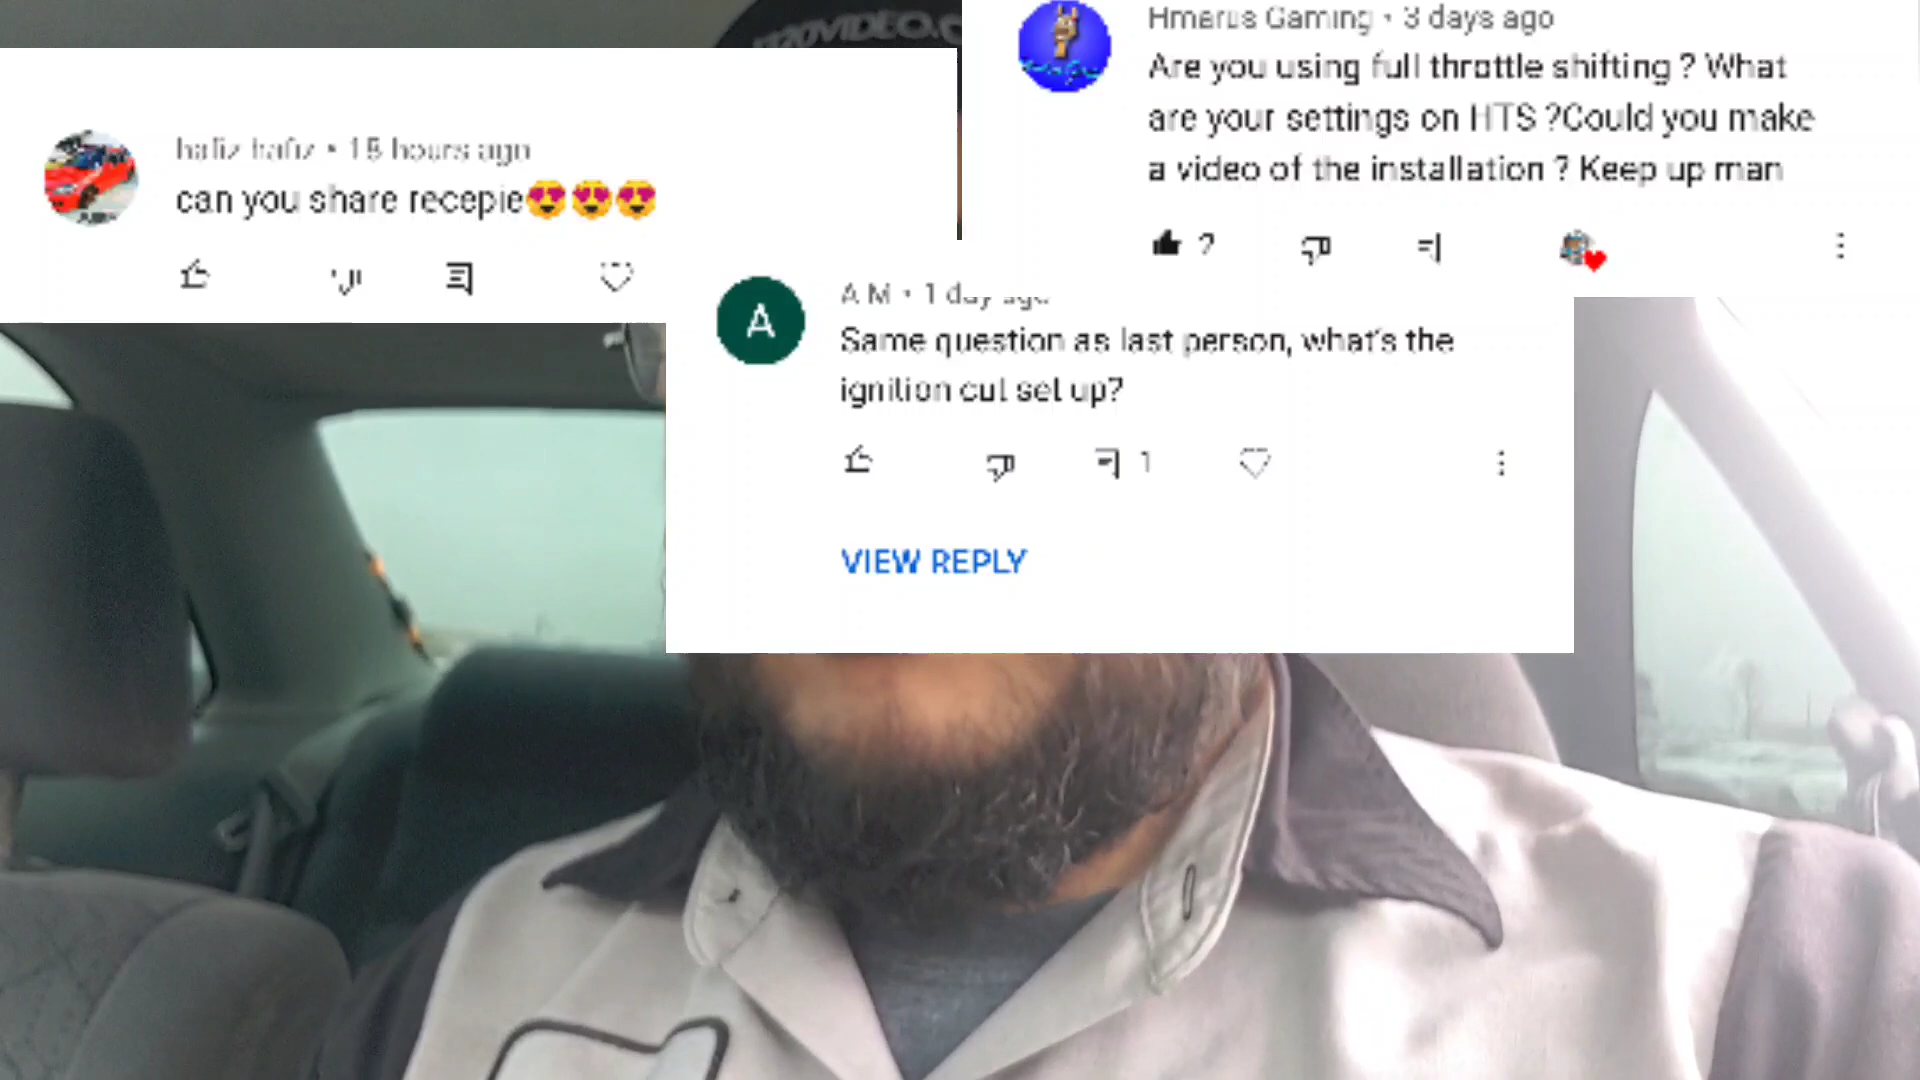 hafiz hafiz • 15 hours ago
can you share recepie😍😍😍
Hmarus Gaming • 3 days ago
Are you using full throttle shifting ? What
are your settings on HTS ?Could you make
a video of the installation ? Keep up man
2
A
A M • 1 day ago
Same question as last person, what's the
ignition cut set up?
1
VIEW REPLY